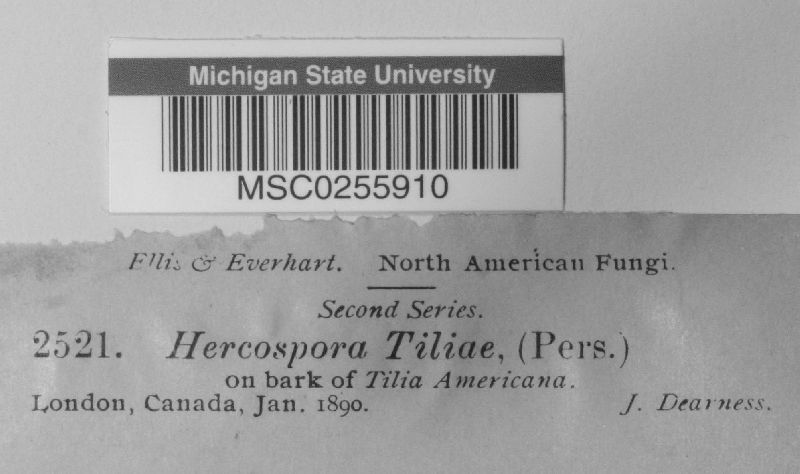 Michigan State University
MSC0255910
Ellis & Everhart. North American Fungi.
Second Series.
2521. Hercospora Tiliae, (Pers.)
on bark of Tilia Americana.
London, Canada, Jan. 1890. J. Dearness.